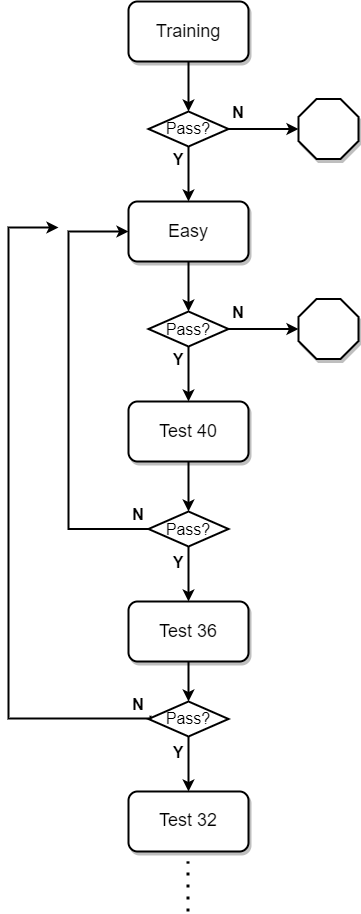 Training
N
Pass?
Y
Easy
N
Pass?
Y
Test 40
N
Pass?
Y
Test 36
N
Pass?
Y
Test 32